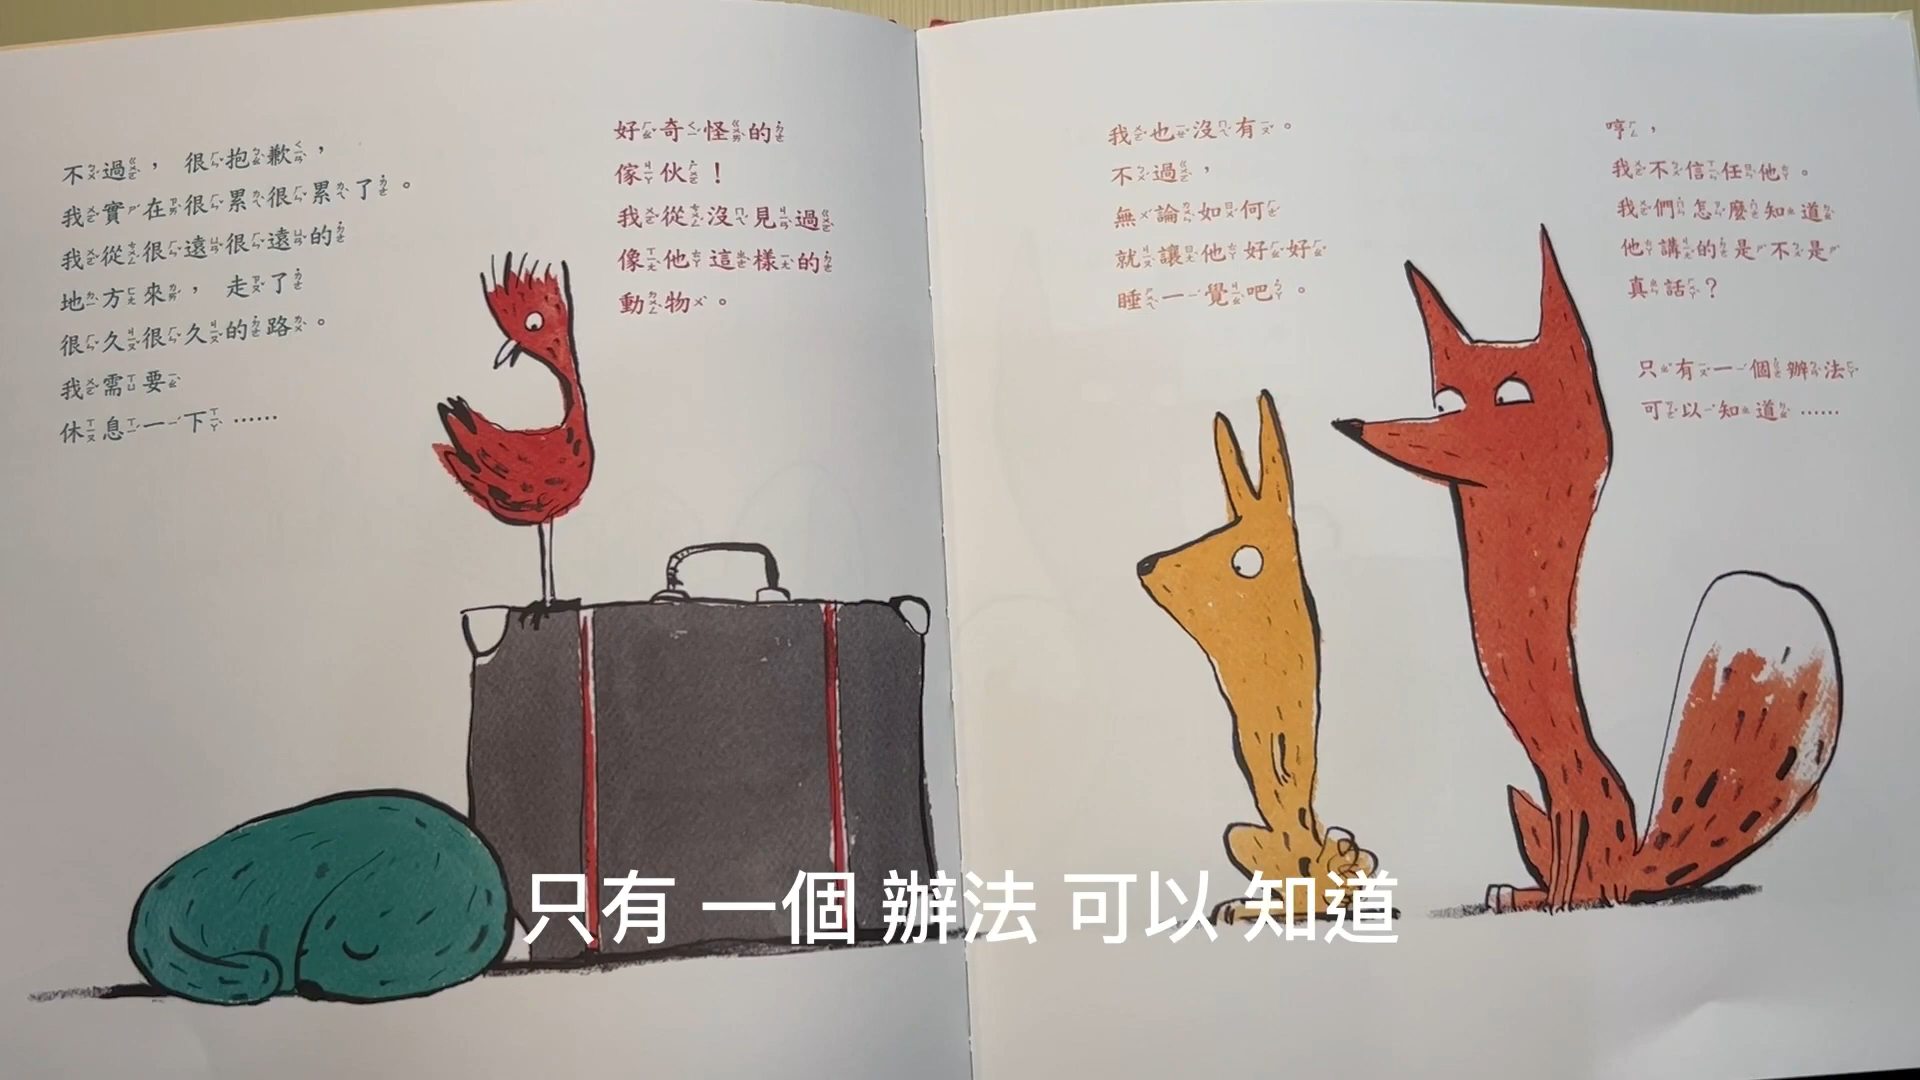 不過，很抱歉，
我實在很累很累了。
我從很遠很遠的
地方來，走了
很久很久的路。
我需要
休息一下……
好奇怪的
傢伙！
我從沒見過
像他這樣的
動物。
我也沒有。
不過，
無論如何
就讓他好好
睡一覺吧。
哼，
我不信任他。
我們怎麼知道
他講的是不是
真話？
只有一個辦法
可以知道……
只有 一個 辦法 可以 知道